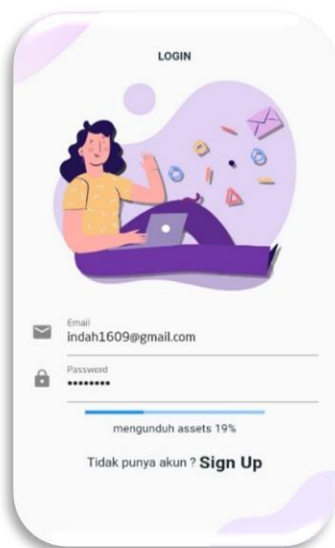 LOGIN
Email
indah1609@gmail.com
Password
••••••••
mengunduh assets 19%
Tidak punya akun ? Sign Up